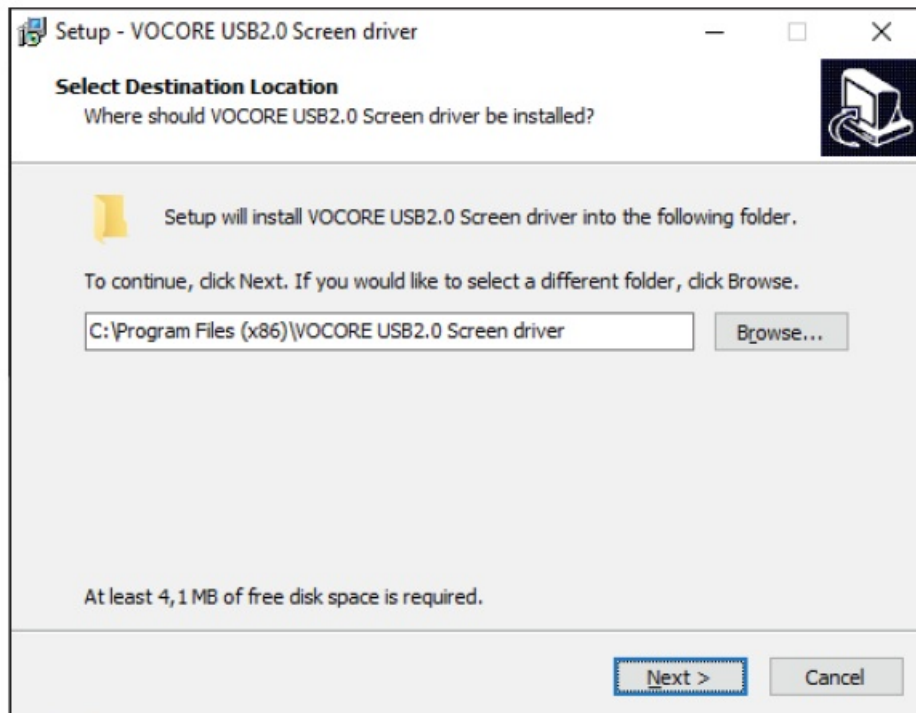 Setup - VOCORE USB2.0 Screen driver
Select Destination Location
Where should VOCORE USB2.0 Screen driver be installed?
Setup will install VOCORE USB2.0 Screen driver into the following folder.
To continue, click Next. If you would like to select a different folder, click Browse.
C:\Program Files (x86)\VOCORE USB2.0 Screen driver
Browse...
At least 4,1 MB of free disk space is required.
Next >
Cancel